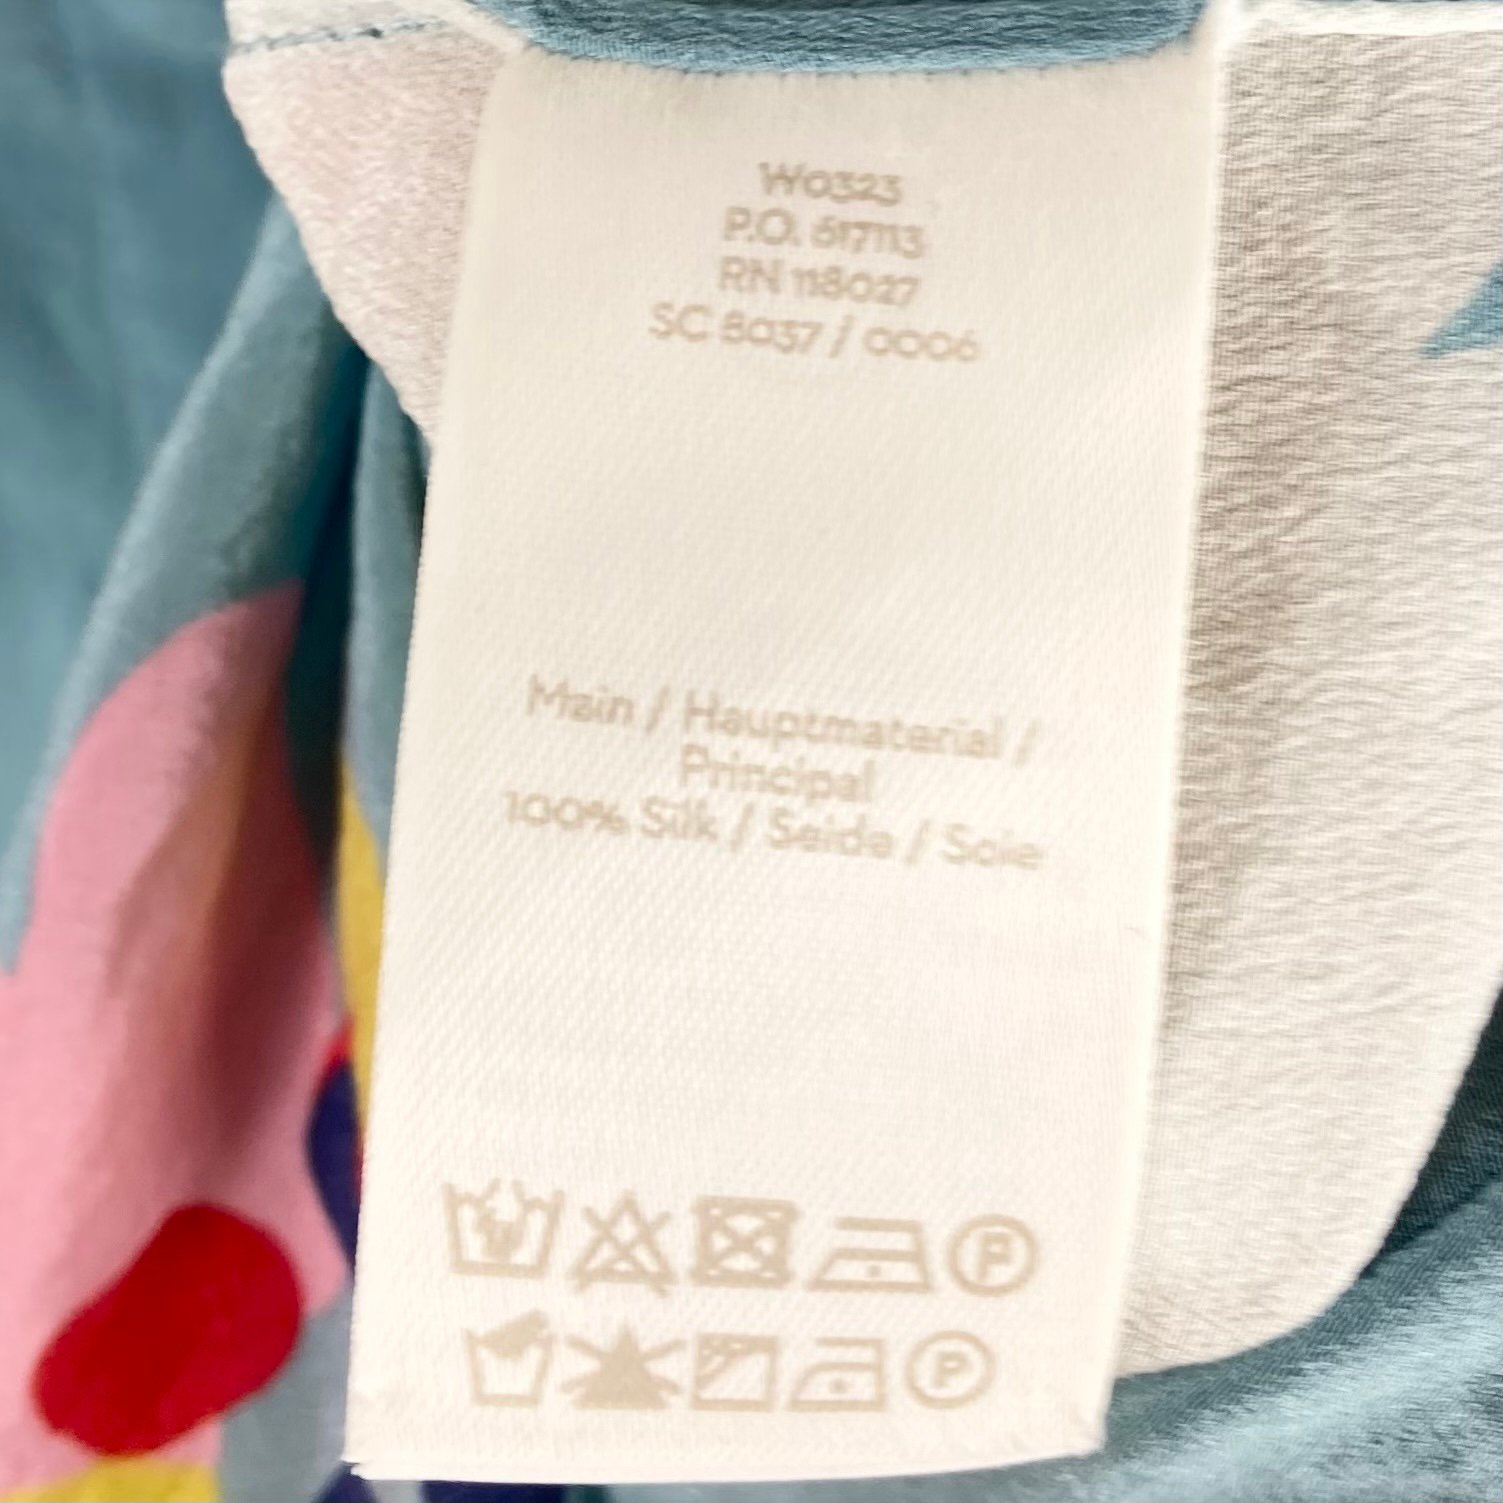 W0323
P.O. 617113
RN 118027
SC 8037 / 0006
Main / Hauptmaterial /
Principal
100% Silk / Seide / Soie
P
P